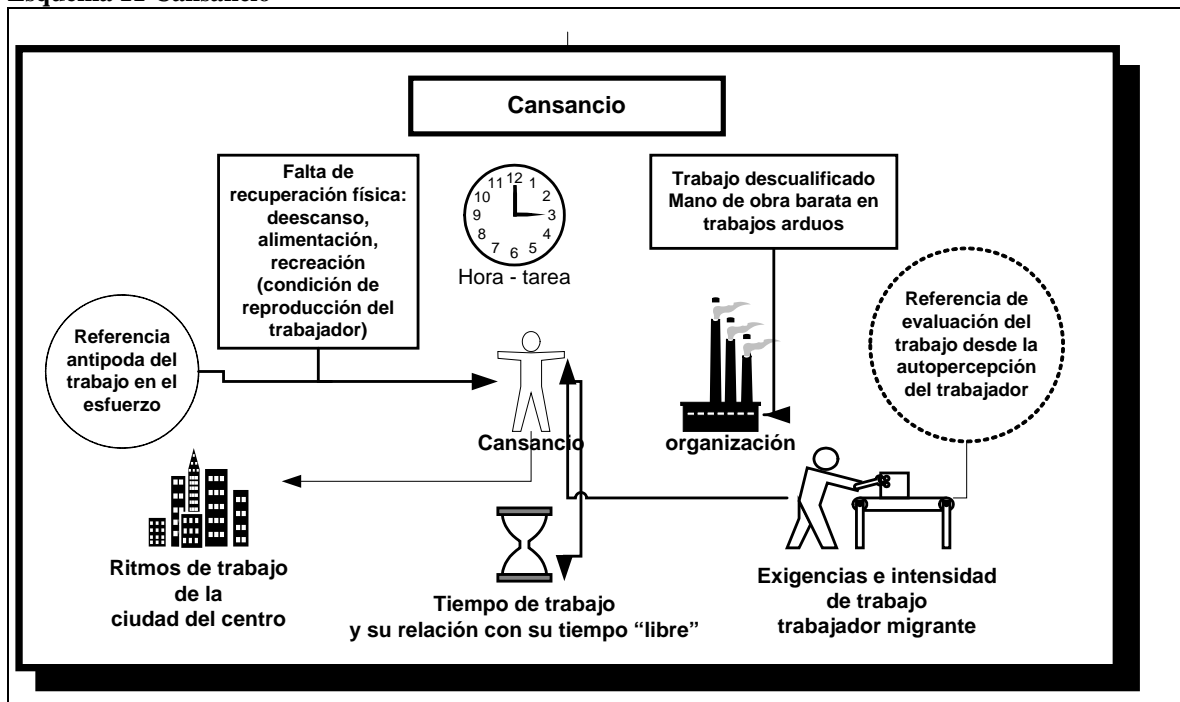 Cansancio
Falta de
recuperación física:
deescanso,
alimentación,
recreación
(condición de
reproducción del
trabajador)
11 12 1
10 2
9 3
8 4
7 6 5
Hora - tarea
Trabajo descualificado
Mano de obra barata en
trabajos arduos
Referencia de
evaluación del
trabajo desde la
autopercepción
del trabajador
Referencia
antipoda del
trabajo en el
esfuerzo
Cansancio
organización
Ritmos de trabajo
de la
ciudad del centro
Tiempo de trabajo
y su relación con su tiempo “libre”
Exigencias e intensidad
de trabajo
trabajador migrante